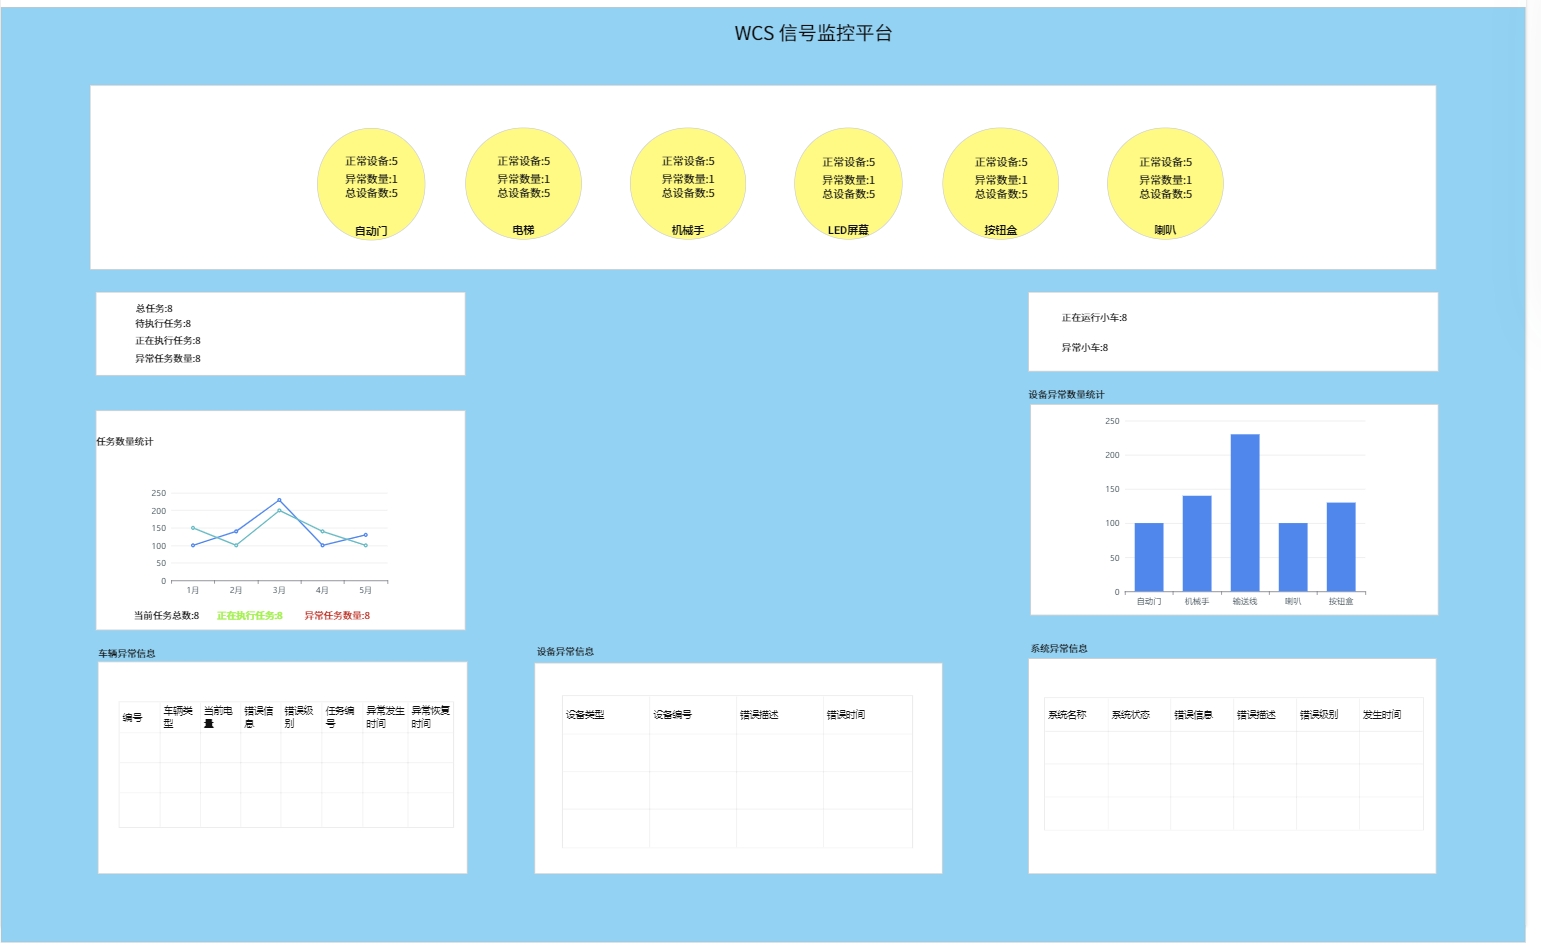 WCS 信号监控平台
正常设备:5
异常数量:1
总设备数:5
自动门
正常设备:5
异常数量:1
总设备数:5
电梯
正常设备:5
异常数量:1
总设备数:5
机械手
正常设备:5
异常数量:1
总设备数:5
LED屏幕
正常设备:5
异常数量:1
总设备数:5
按钮盒
正常设备:5
异常数量:1
总设备数:5
喇叭
总任务:8
待执行任务:8
正在执行任务:8
异常任务数量:8
正在运行小车:8
异常小车:8
任务数量统计
250
200
150
100
50
0
1月 2月 3月 4月 5月
当前任务总数:8 正在执行任务:8 异常任务数量:8
设备异常数量统计
250
200
150
100
50
0
自动门 机械手 输送线 喇叭 按钮盒
车辆异常信息
编号 车辆类型 当前电量 错误信息 错误级别 任务编号 异常发生时间 异常恢复时间
设备异常信息
设备类型 设备编号 错误描述 错误时间
系统异常信息
系统名称 系统状态 错误信息 错误描述 错误级别 发生时间